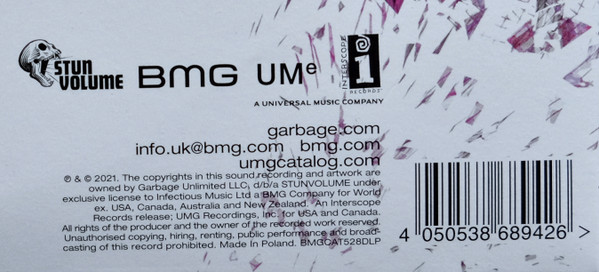 STUN
VOLUME
BMG
UMe
INTERSCOPE
RECORDS
A UNIVERSAL MUSIC COMPANY
garbage.com
info.uk@bmg.com bmg.com
umgcatalog.com
℗ & © 2021. The copyrights in this sound recording and artwork are
owned by Garbage Unlimited LLC, d/b/a STUNVOLUME under
exclusive license to Infectious Music Ltd a BMG Company for World
ex. USA, Canada, Australia and New Zealand. An Interscope
Records release; UMG Recordings, Inc. for USA and Canada.
All rights of the producer and the owner of the recorded work reserved.
Unauthorised copying, hiring, renting, public performance and broad-
casting of this record prohibited. Made In Poland. BMGCAT528DLP
4 050538 689426 >